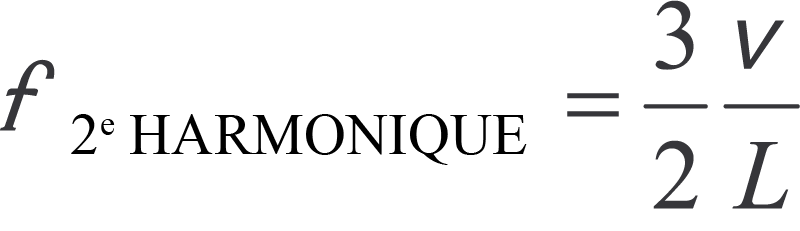 f 2ᵉ HARMONIQUE = 3/2 v/L